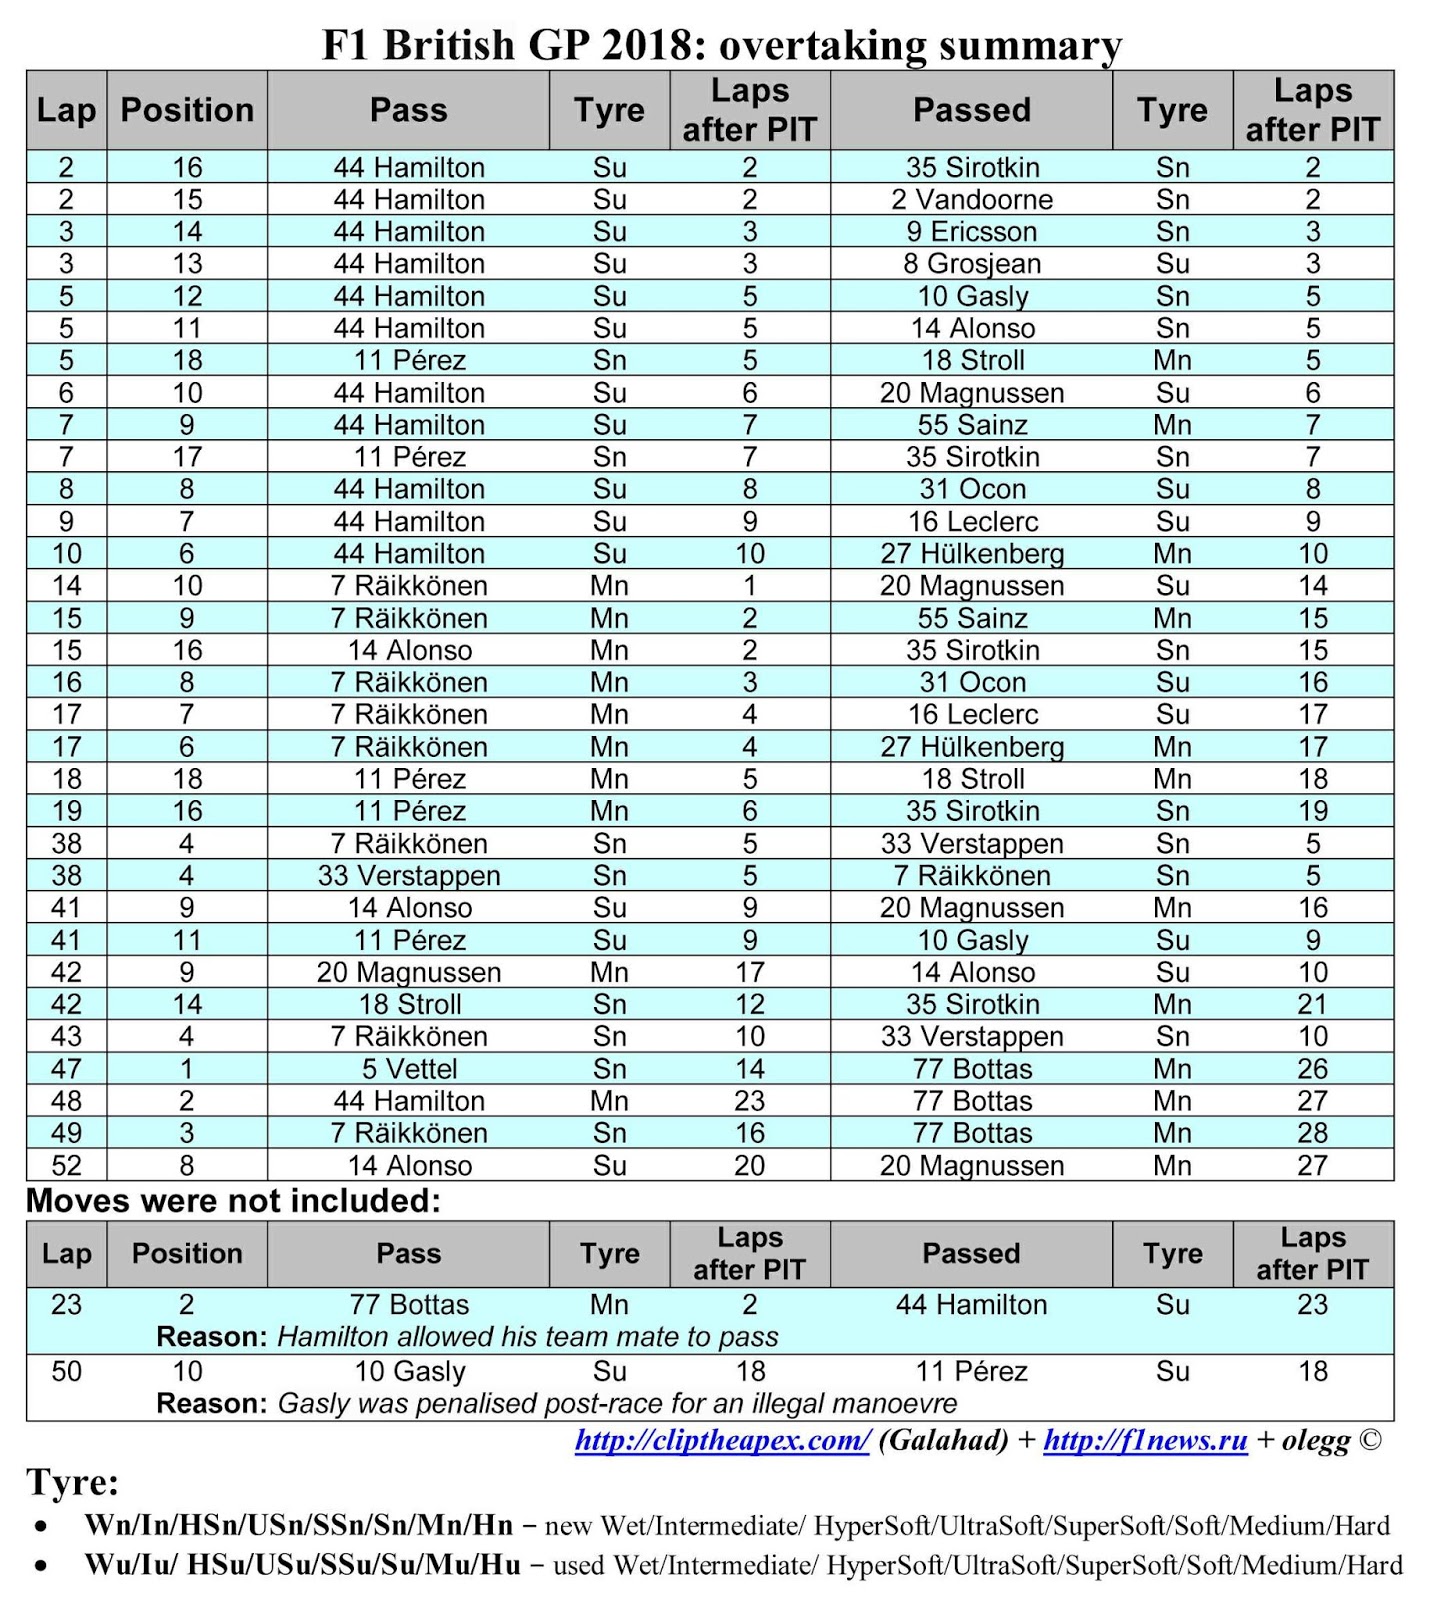 F1 British GP 2018: overtaking summary
Lap Position Pass Tyre Laps after PIT Passed Tyre Laps after PIT
2 16 44 Hamilton Su 2 35 Sirotkin Sn 2
2 15 44 Hamilton Su 2 2 Vandoorne Sn 2
3 14 44 Hamilton Su 3 9 Ericsson Sn 3
3 13 44 Hamilton Su 3 8 Grosjean Su 3
5 12 44 Hamilton Su 5 10 Gasly Sn 5
5 11 44 Hamilton Su 5 14 Alonso Sn 5
5 18 11 Pérez Sn 5 18 Stroll Mn 5
6 10 44 Hamilton Su 6 20 Magnussen Su 6
7 9 44 Hamilton Su 7 55 Sainz Mn 7
7 17 11 Pérez Sn 7 35 Sirotkin Sn 7
8 8 44 Hamilton Su 8 31 Ocon Su 8
9 7 44 Hamilton Su 9 16 Leclerc Su 9
10 6 44 Hamilton Su 10 27 Hülkenberg Mn 10
14 10 7 Räikkönen Mn 1 20 Magnussen Su 14
15 9 7 Räikkönen Mn 2 55 Sainz Mn 15
15 16 14 Alonso Mn 2 35 Sirotkin Sn 15
16 8 7 Räikkönen Mn 3 31 Ocon Su 16
17 7 7 Räikkönen Mn 4 16 Leclerc Su 17
17 6 7 Räikkönen Mn 4 27 Hülkenberg Mn 17
18 18 11 Pérez Mn 5 18 Stroll Mn 18
19 16 11 Pérez Mn 6 35 Sirotkin Sn 19
38 4 7 Räikkönen Sn 5 33 Verstappen Sn 5
38 4 33 Verstappen Sn 5 7 Räikkönen Sn 5
41 9 14 Alonso Su 9 20 Magnussen Mn 16
41 11 11 Pérez Su 9 10 Gasly Su 9
42 9 20 Magnussen Mn 17 14 Alonso Su 10
42 14 18 Stroll Sn 12 35 Sirotkin Mn 21
43 4 7 Räikkönen Sn 10 33 Verstappen Sn 10
47 1 5 Vettel Sn 14 77 Bottas Mn 26
48 2 44 Hamilton Mn 23 77 Bottas Mn 27
49 3 7 Räikkönen Sn 16 77 Bottas Mn 28
52 8 14 Alonso Su 20 20 Magnussen Mn 27
Moves were not included:
Lap Position Pass Tyre Laps after PIT Passed Tyre Laps after PIT
23 2 77 Bottas Mn 2 44 Hamilton Su 23
Reason: Hamilton allowed his team mate to pass
50 10 10 Gasly Su 18 11 Pérez Su 18
Reason: Gasly was penalised post-race for an illegal manoevre
http://cliptheapex.com/ (Galahad) + http://f1news.ru + olegg ©
Tyre:
• Wn/In/HSn/USn/SSn/Sn/Mn/Hn – new Wet/Intermediate/ HyperSoft/UltraSoft/SuperSoft/Soft/Medium/Hard
• Wu/Iu/ HSu/USu/SSu/Su/Mu/Hu – used Wet/Intermediate/ HyperSoft/UltraSoft/SuperSoft/Soft/Medium/Hard